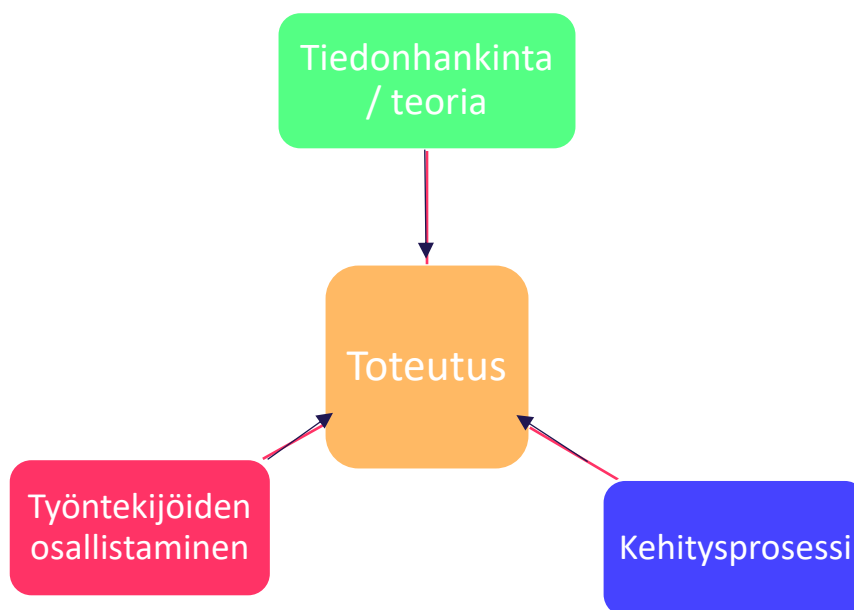 Tiedonhankinta
/ teoria
Toteutus
Työntekijöiden
osallistaminen
Kehitysprosessi